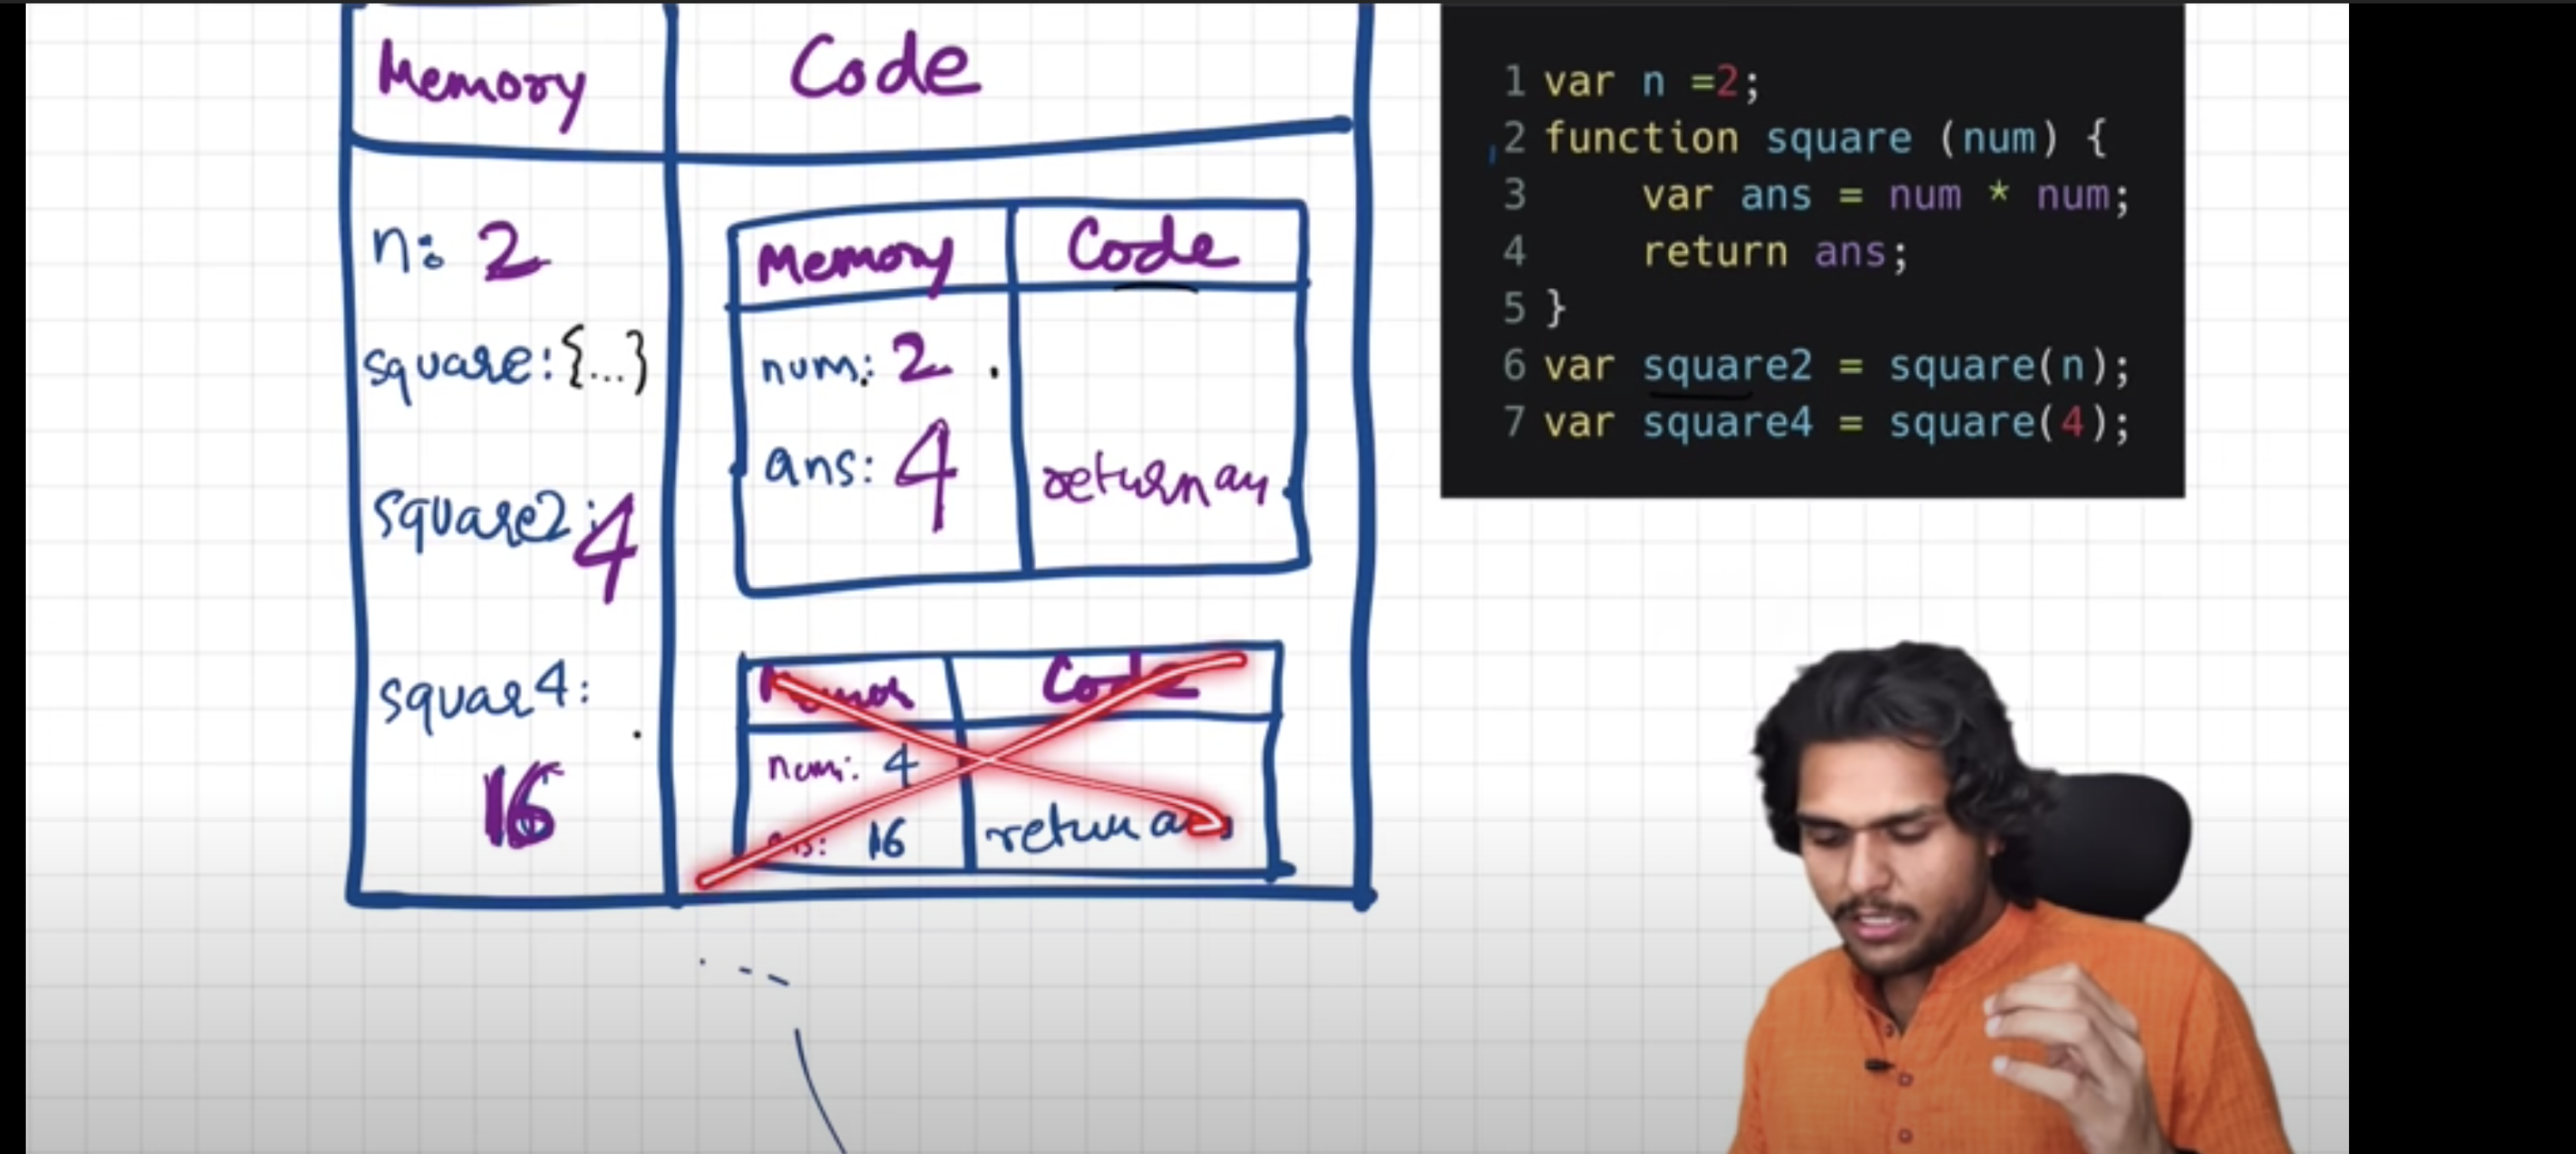 Memory Code
n: 2
square: {...}
square2: 4
squar4:
16
Memory Code
num: 2
ans: 4
return an
Code
num: 4
ans: 16 return ans
1 var n =2;
2 function square (num) {
3 var ans = num * num;
4 return ans;
5 }
6 var square2 = square(n);
7 var square4 = square(4);